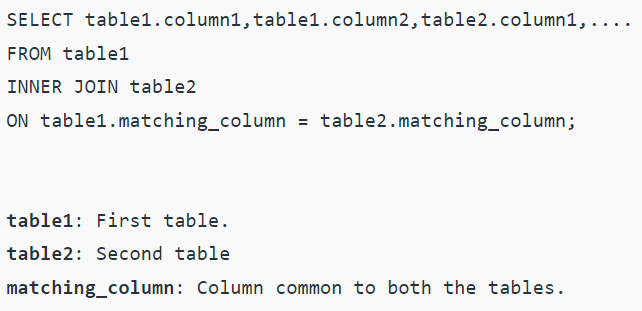 SELECT table1.column1,table1.column2,table2.column1,....
FROM table1
INNER JOIN table2
ON table1.matching_column = table2.matching_column;
table1: First table.
table2: Second table
matching_column: Column common to both the tables.